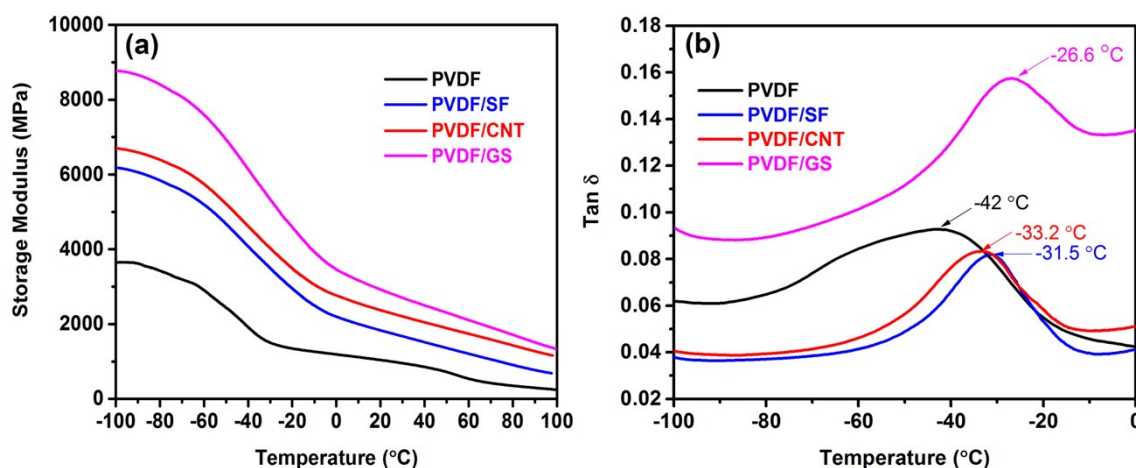 (a)
PVDF
PVDF/SF
PVDF/CNT
PVDF/GS
Storage Modulus (MPa)
10000
8000
6000
4000
2000
0
-100 -80 -60 -40 -20 0 20 40 60 80 100
Temperature (°C)
(b)
PVDF
PVDF/SF
PVDF/CNT
PVDF/GS
-26.6 °C
-42 °C
-33.2 °C
-31.5 °C
Tan δ
0.18
0.16
0.14
0.12
0.10
0.08
0.06
0.04
0.02
-100 -80 -60 -40 -20 0
Temperature (°C)